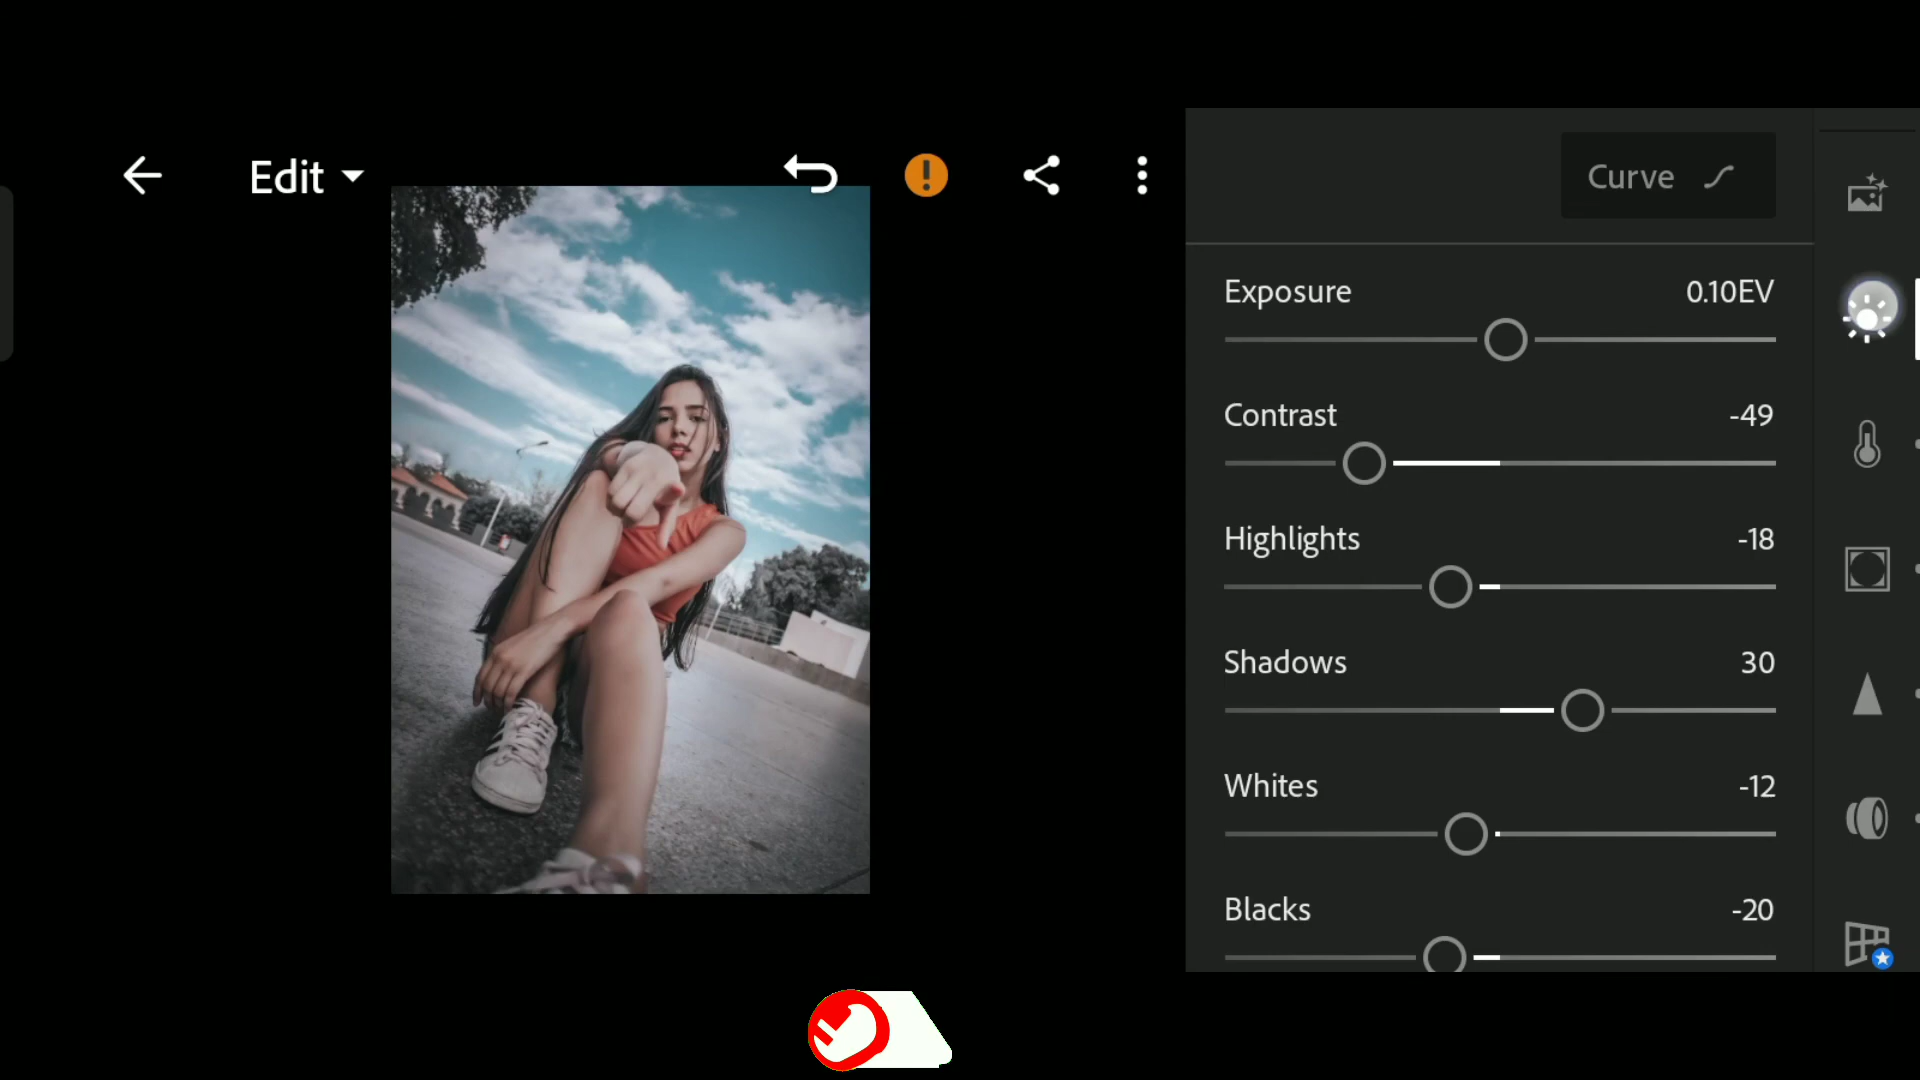 Edit
Curve
Exposure 0.10EV
Contrast -49
Highlights -18
Shadows 30
Whites -12
Blacks -20